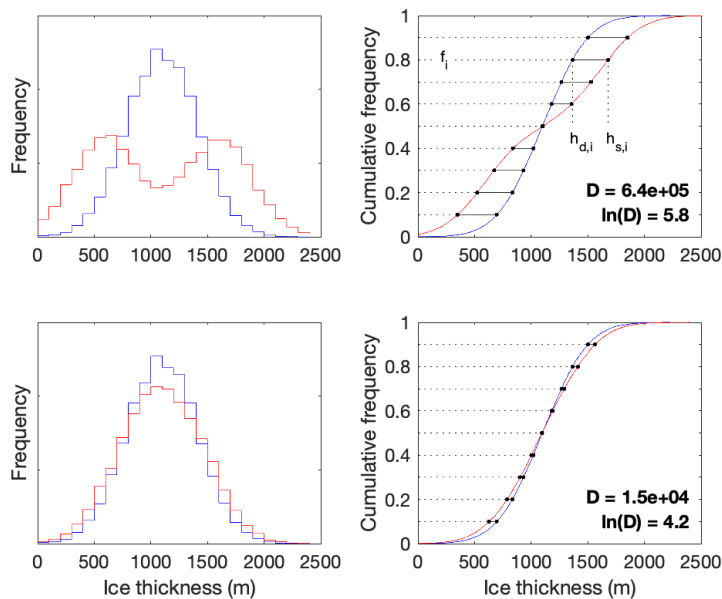 Frequency
0 500 1000 1500 2000 2500
Cumulative frequency
1
0.8
0.6
0.4
0.2
0
f_i
h_d,i h_s,i
D = 6.4e+05
ln(D) = 5.8
0 500 1000 1500 2000 2500
Frequency
0 500 1000 1500 2000 2500
Ice thickness (m)
Cumulative frequency
1
0.8
0.6
0.4
0.2
0
D = 1.5e+04
ln(D) = 4.2
0 500 1000 1500 2000 2500
Ice thickness (m)